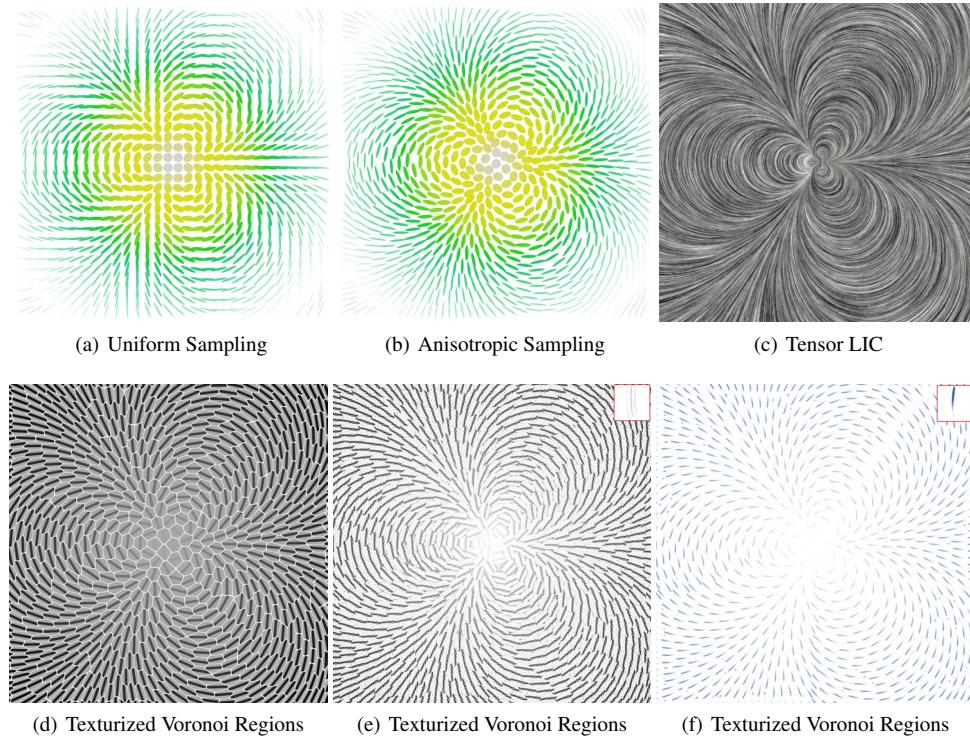 (a) Uniform Sampling
(b) Anisotropic Sampling
(c) Tensor LIC
(d) Texturized Voronoi Regions
(e) Texturized Voronoi Regions
(f) Texturized Voronoi Regions